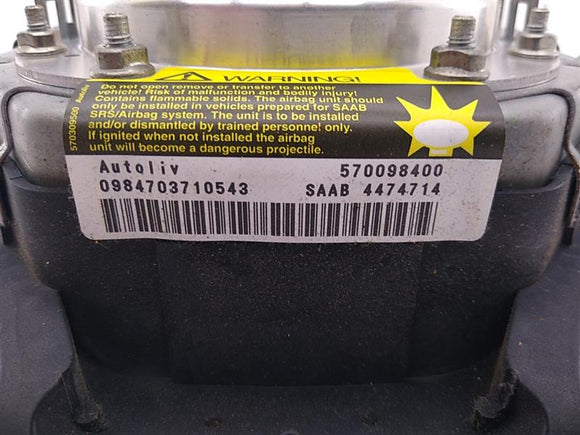 WARNING!
Do not open remove or transfer to another
vehicle! Risk of malfunction and bodily injury!
Contains flammable solids. The airbag unit should
only be installed in vehicles prepared for SAAB
SRS/Airbag system. The unit is to be installed
and/or dismantled by trained personnel only.
If ignited when not installed the airbag
unit will become a dangerous projectile.
570309500 Autoliv
Autoliv 570098400
0984703710543 SAAB 4474714